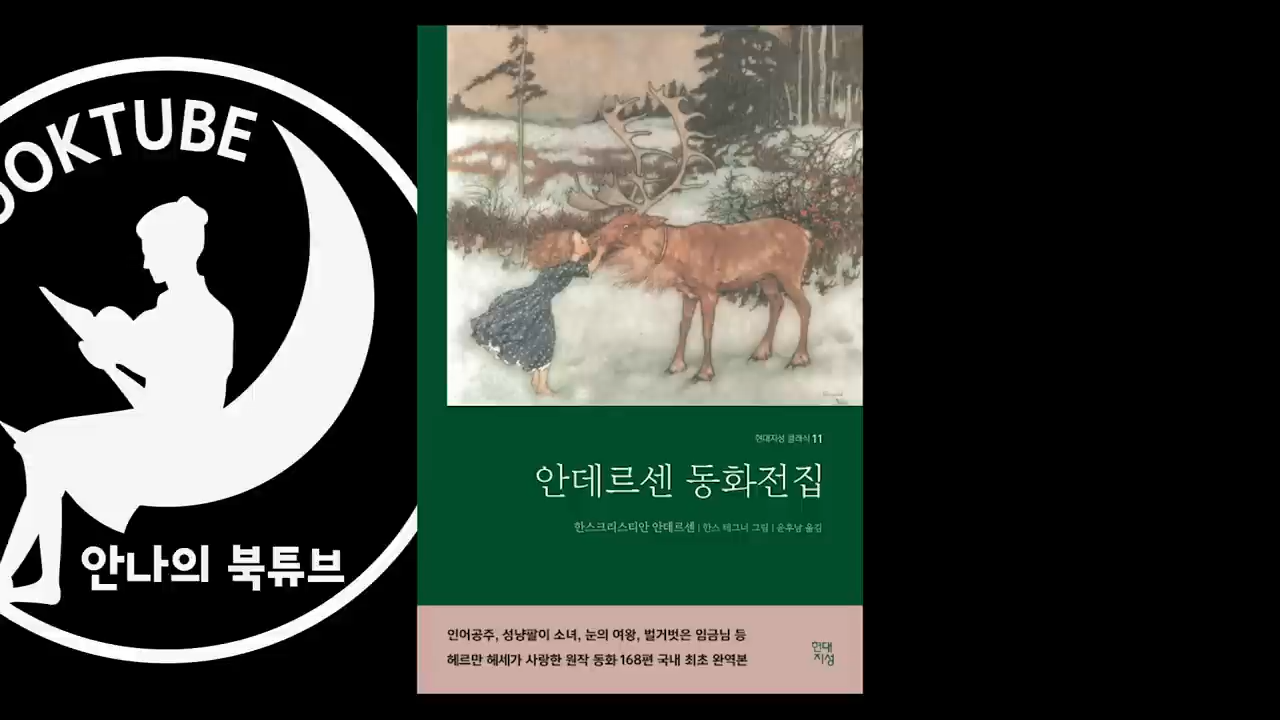 OOKTUBE
안나의 북튜브
현대지성 클래식 11
안데르센 동화전집
한스크리스티안 안데르센 | 한스 테그너 그림 | 윤후남 옮김
인어공주, 성냥팔이 소녀, 눈의 여왕, 벌거벗은 임금님 등
헤르만 헤세가 사랑한 원작 동화 168편 국내 최초 완역본
현대
지성